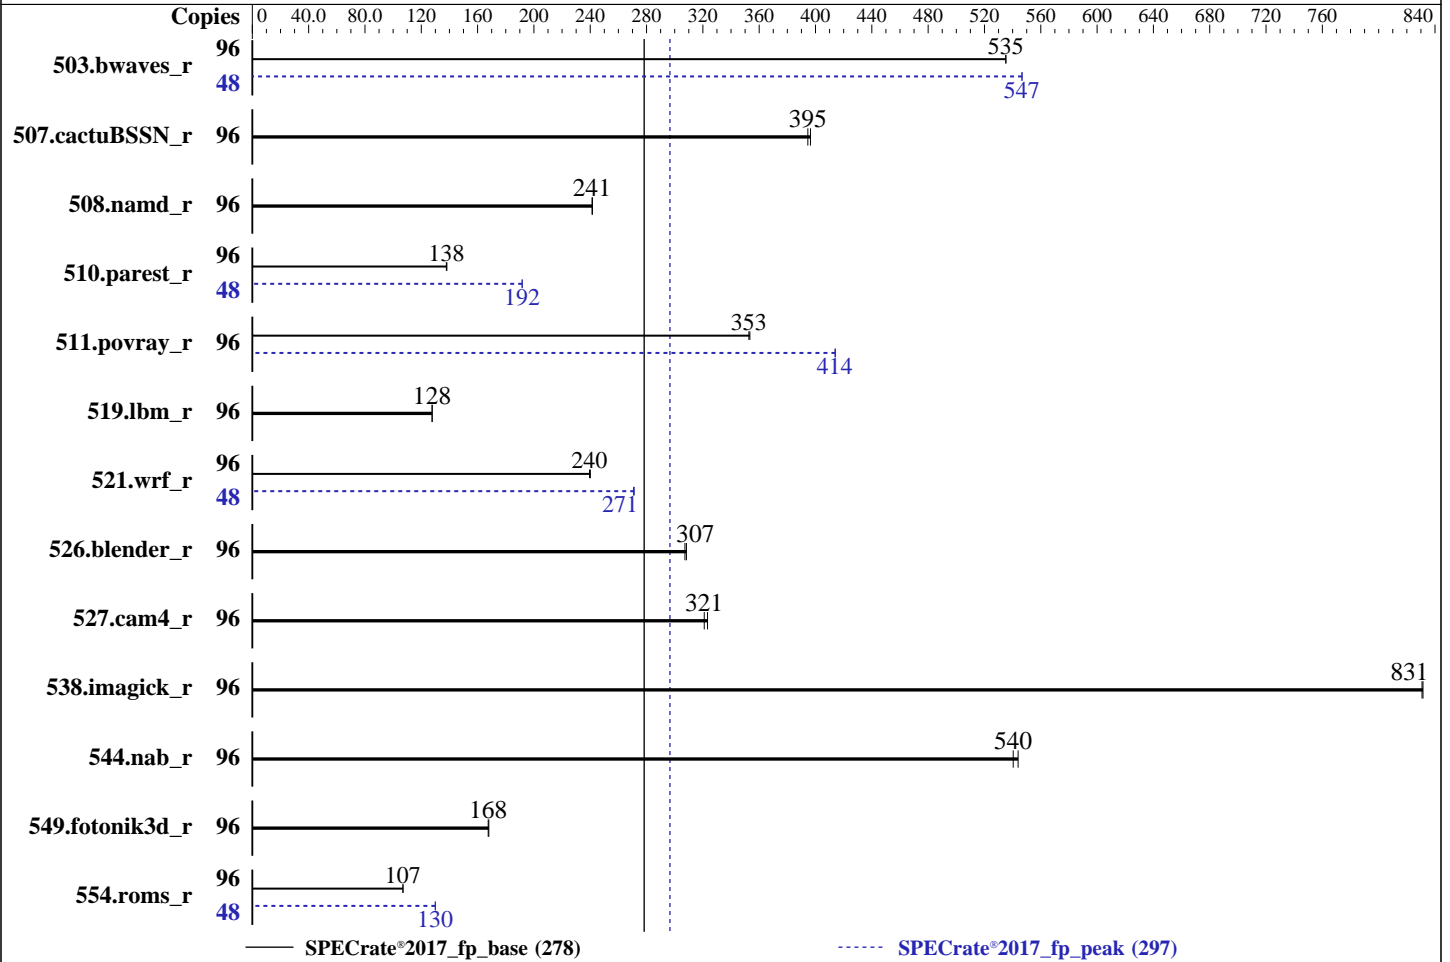 Copies 0 40.0 80.0 120 160 200 240 280 320 360 400 440 480 520 560 600 640 680 720 760 840
503.bwaves_r 96 535
48 547
507.cactuBSSN_r 96 395
508.namd_r 96 241
510.parest_r 96 138
48 192
511.povray_r 96 353
414
519.lbm_r 96 128
521.wrf_r 96 240
48 271
526.blender_r 96 307
527.cam4_r 96 321
538.imagick_r 96 831
544.nab_r 96 540
549.fotonik3d_r 96 168
554.roms_r 96 107
48 130
SPECrate®2017_fp_base (278) SPECrate®2017_fp_peak (297)